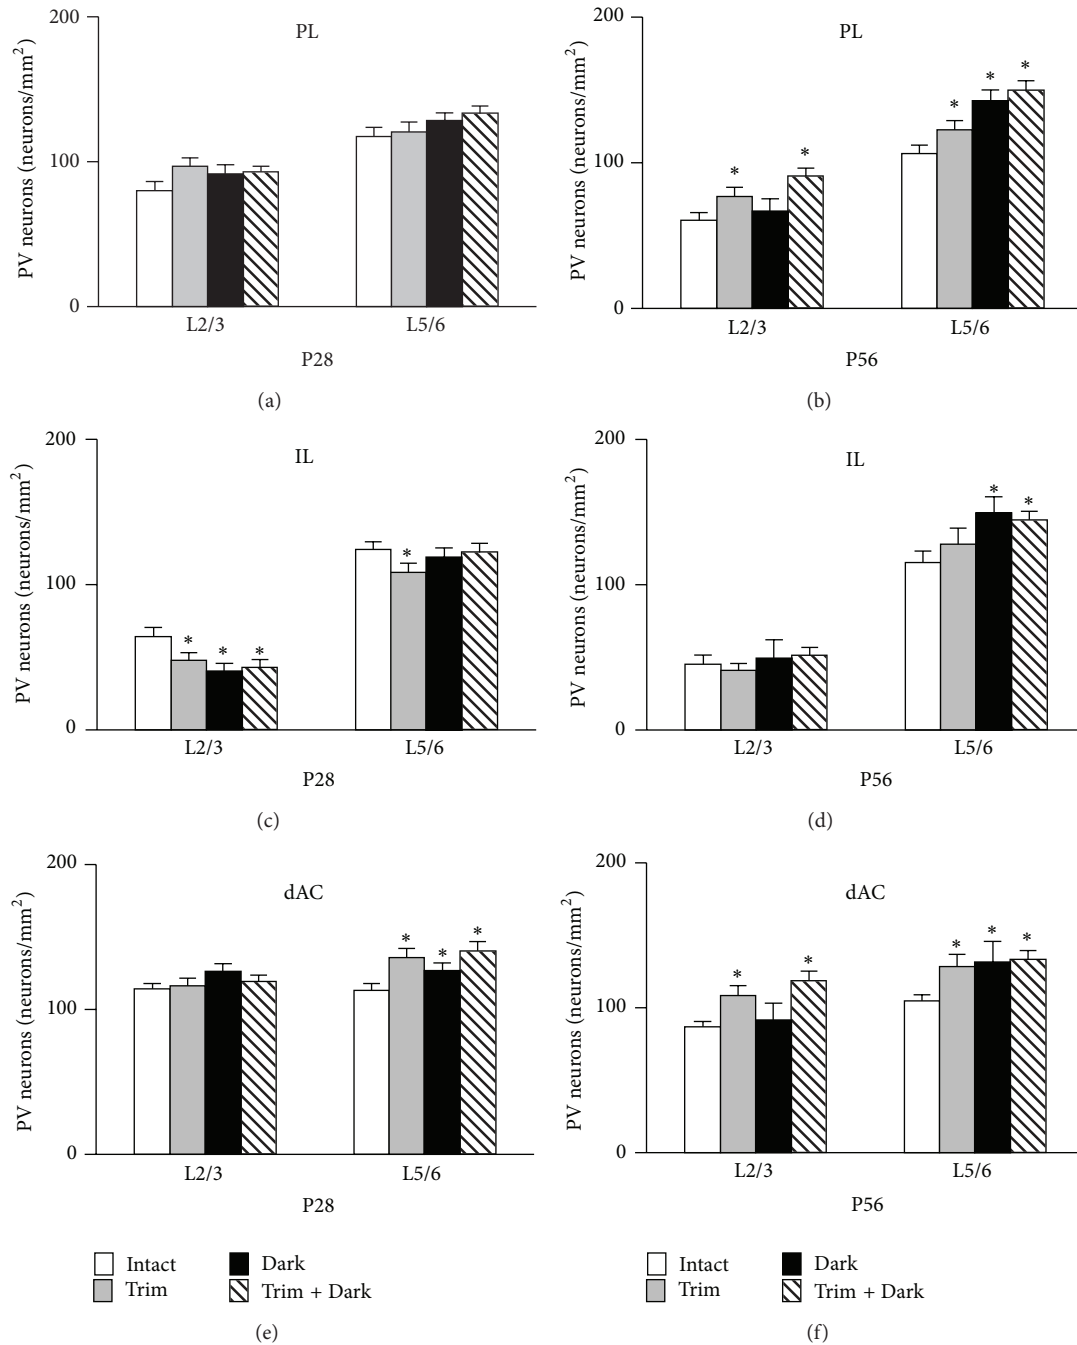 PL
200
100
0
PV neurons (neurons/mm²)
L2/3 L5/6
P28
(a)
PL
200
100
0
PV neurons (neurons/mm²)
* * * * *
L2/3 L5/6
P56
(b)
IL
200
100
0
PV neurons (neurons/mm²)
* * * *
L2/3 L5/6
P28
(c)
IL
200
100
0
PV neurons (neurons/mm²)
* *
L2/3 L5/6
P56
(d)
dAC
200
100
0
PV neurons (neurons/mm²)
* * *
L2/3 L5/6
P28
Intact Dark
Trim Trim + Dark
(e)
dAC
200
100
0
PV neurons (neurons/mm²)
* * * * *
L2/3 L5/6
P56
Intact Dark
Trim Trim + Dark
(f)